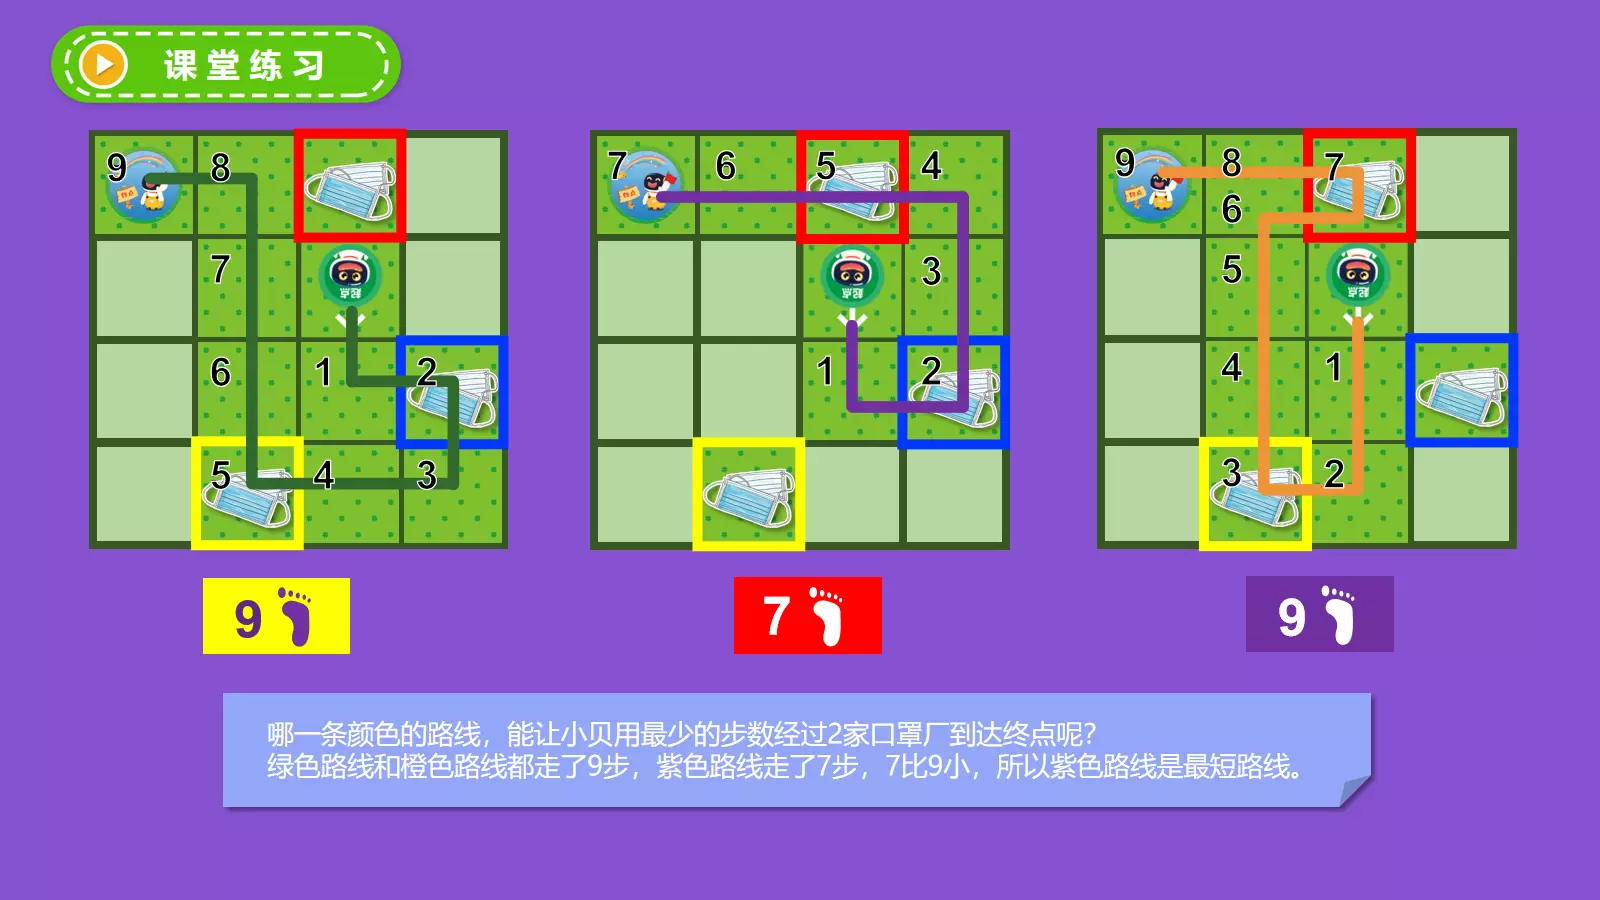 课堂练习
9 8
7
6 1 2
5 4 3
7 6 5 4
3
1 2
9 8 7
6
5
4 1
3 2
9
7
9
哪一条颜色的路线，能让小贝用最少的步数经过2家口罩厂到达终点呢？
绿色路线和橙色路线都走了9步，紫色路线走了7步，7比9小，所以紫色路线是最短路线。